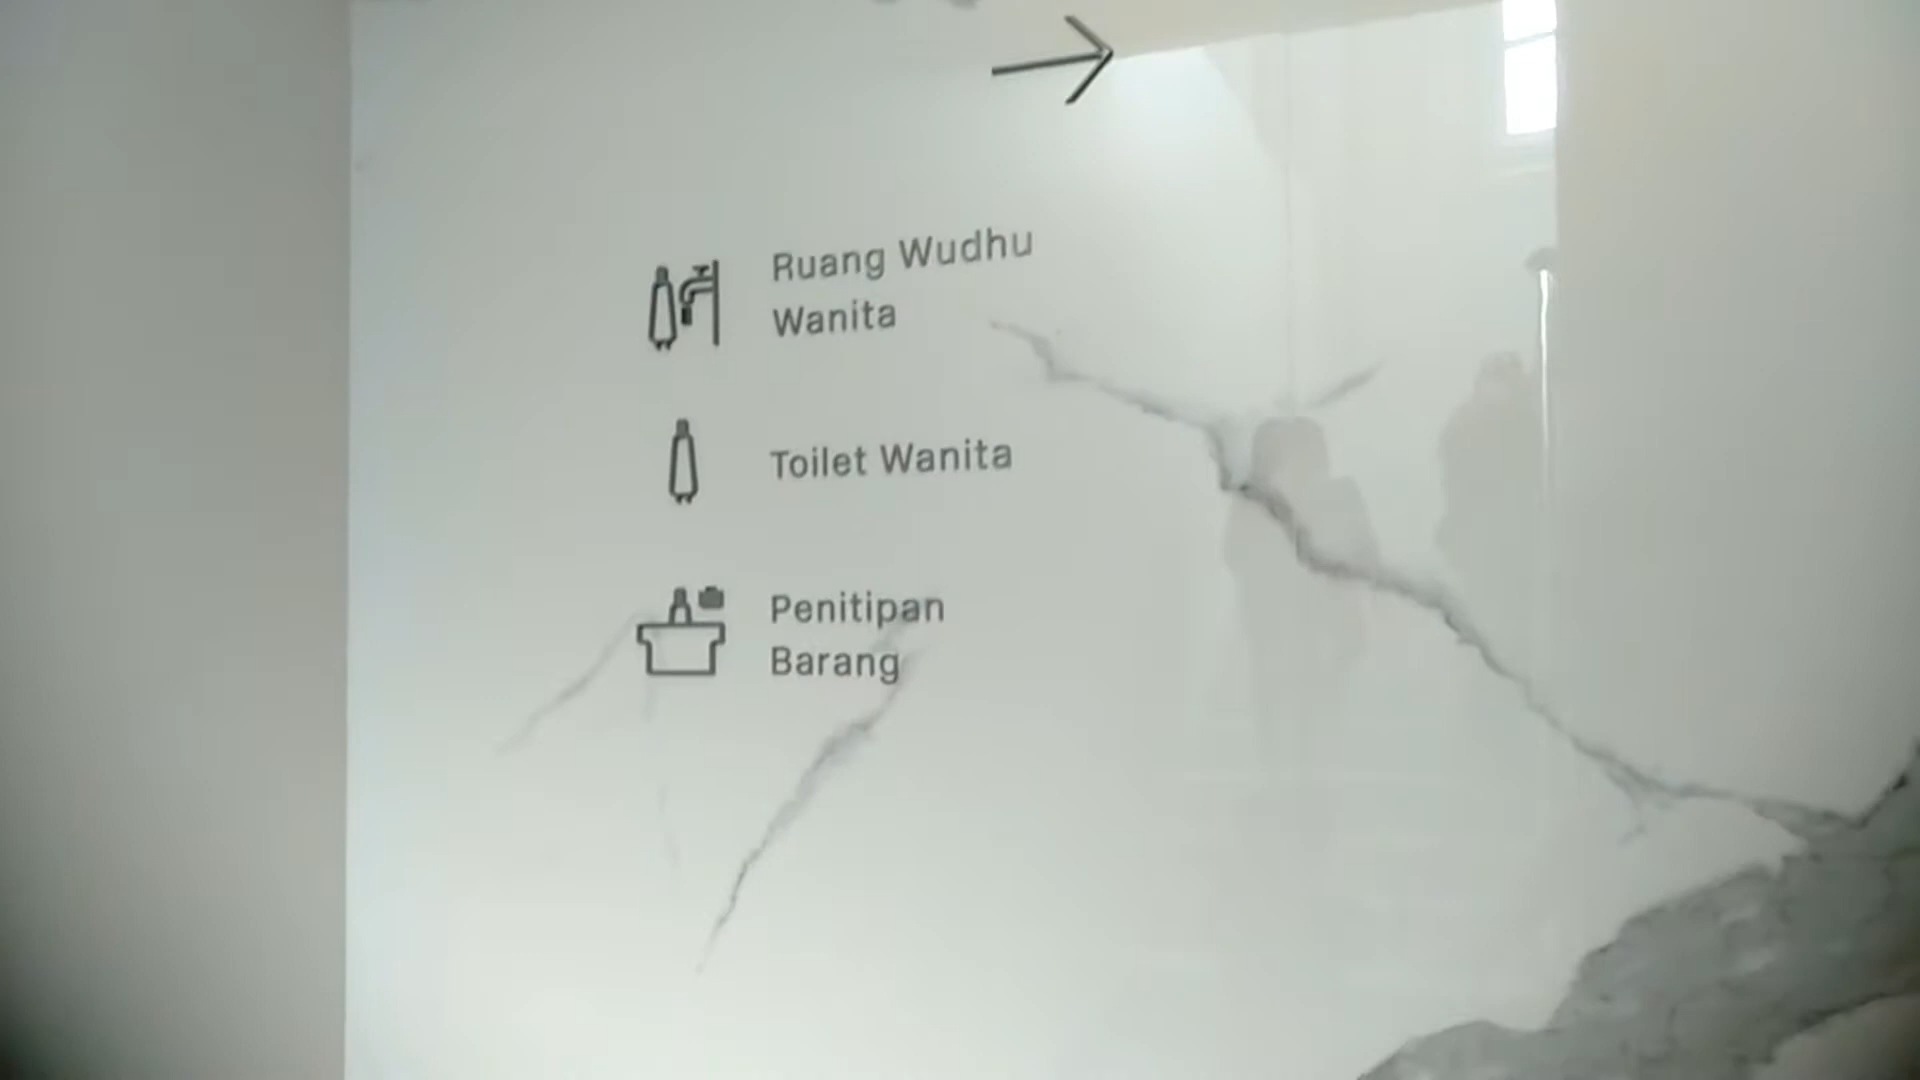 Ruang Wudhu
Wanita
Toilet Wanita
Penitipan
Barang